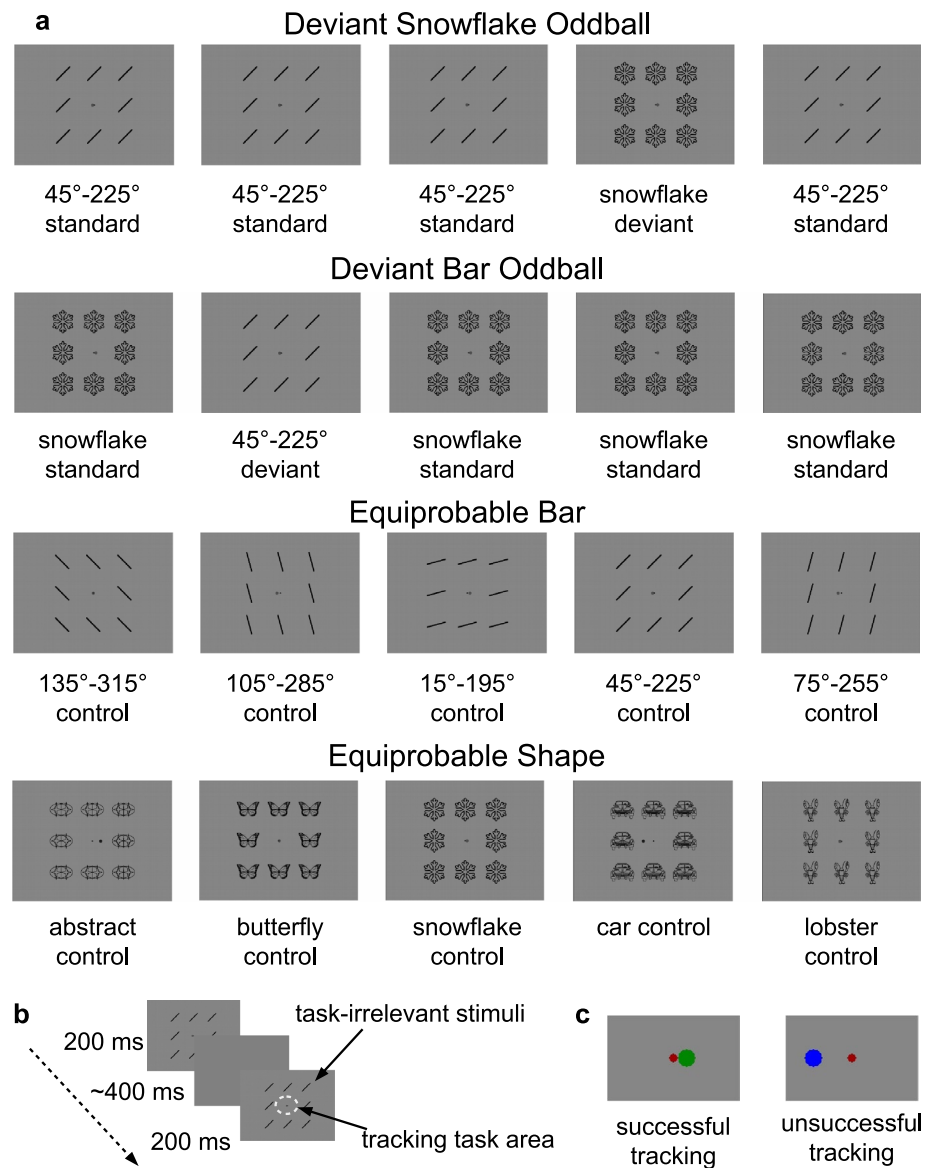 a
Deviant Snowflake Oddball
45°-225° 45°-225° 45°-225° snowflake 45°-225°
standard standard standard deviant standard
Deviant Bar Oddball
snowflake 45°-225° snowflake snowflake snowflake
standard deviant standard standard standard
Equiprobable Bar
135°-315° 105°-285° 15°-195° 45°-225° 75°-255°
control control control control control
Equiprobable Shape
abstract butterfly snowflake car control lobster
control control control control
b
200 ms
~400 ms
200 ms
task-irrelevant stimuli
tracking task area
c
successful unsuccessful
tracking tracking